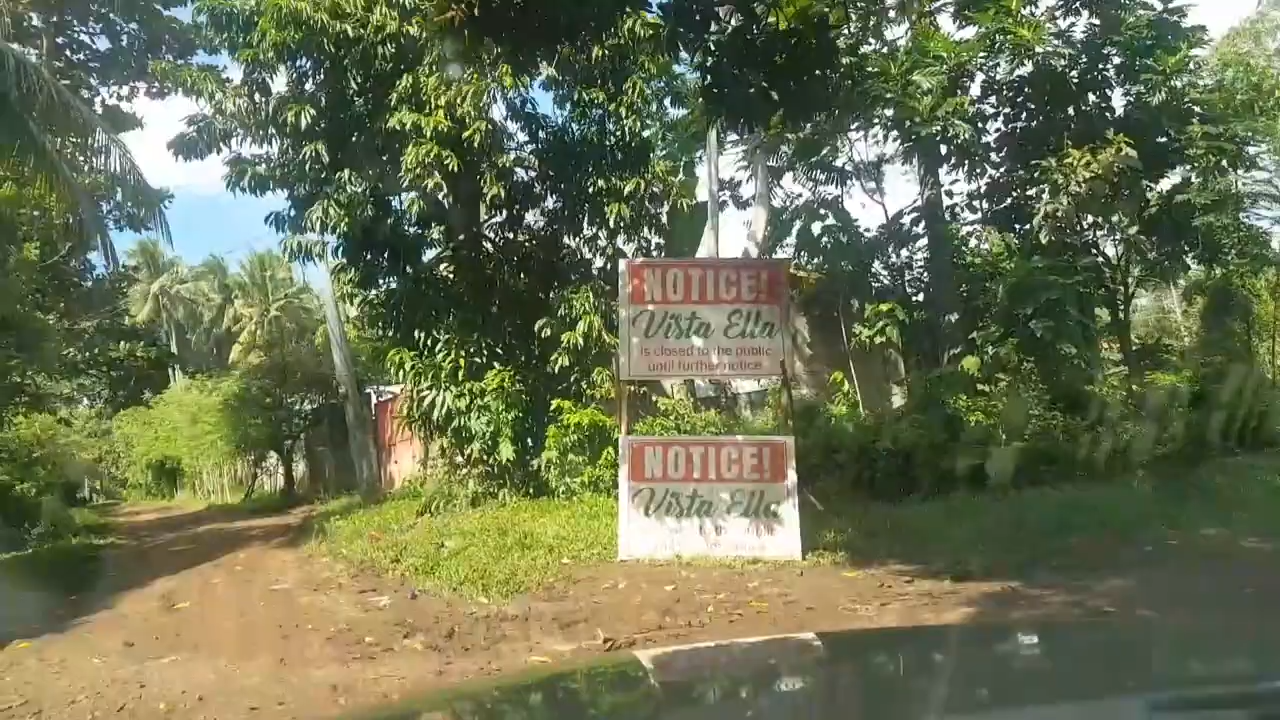 NOTICE!
Vista Ella
is closed to the public
until further notice
NOTICE!
Vista Ella